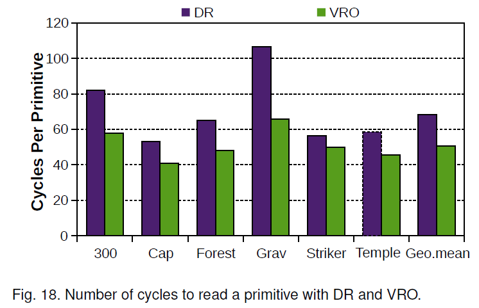 DR VRO
Cycles Per Primitive
120
100
80
60
40
20
0
300 Cap Forest Grav Striker Temple Geo.mean
Fig. 18. Number of cycles to read a primitive with DR and VRO.